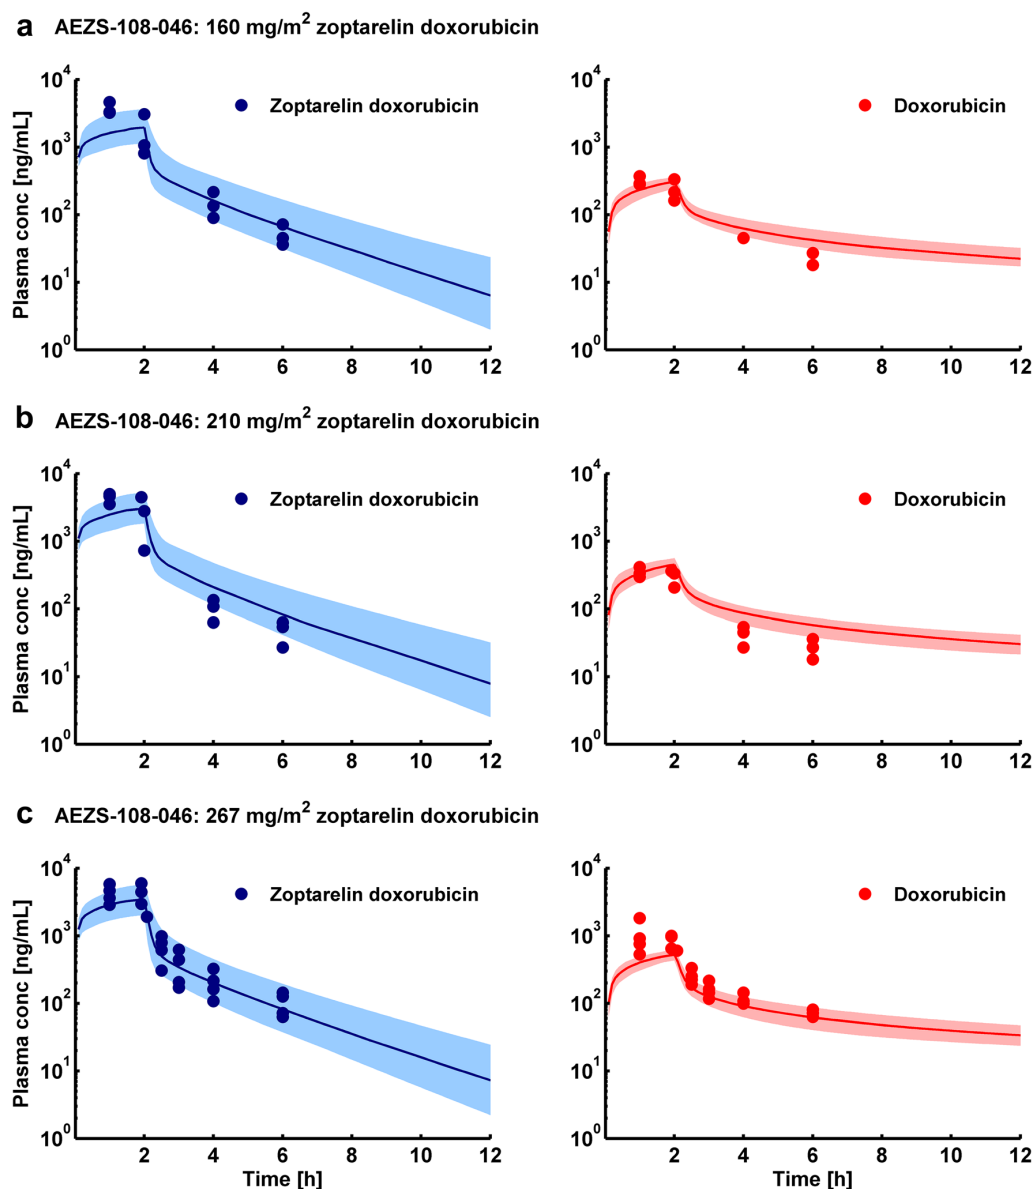 a AEZS-108-046: 160 mg/m² zoptarelin doxorubicin
Plasma conc [ng/mL]
10⁴
10³
10²
10¹
10⁰
Zoptarelin doxorubicin
2 4 6 8 10 12
10⁴
10³
10²
10¹
10⁰
Doxorubicin
2 4 6 8 10 12
b AEZS-108-046: 210 mg/m² zoptarelin doxorubicin
Plasma conc [ng/mL]
10⁴
10³
10²
10¹
10⁰
Zoptarelin doxorubicin
2 4 6 8 10 12
10⁴
10³
10²
10¹
10⁰
Doxorubicin
2 4 6 8 10 12
c AEZS-108-046: 267 mg/m² zoptarelin doxorubicin
Plasma conc [ng/mL]
10⁴
10³
10²
10¹
10⁰
Zoptarelin doxorubicin
2 4 6 8 10 12
Time [h]
10⁴
10³
10²
10¹
10⁰
Doxorubicin
2 4 6 8 10 12
Time [h]